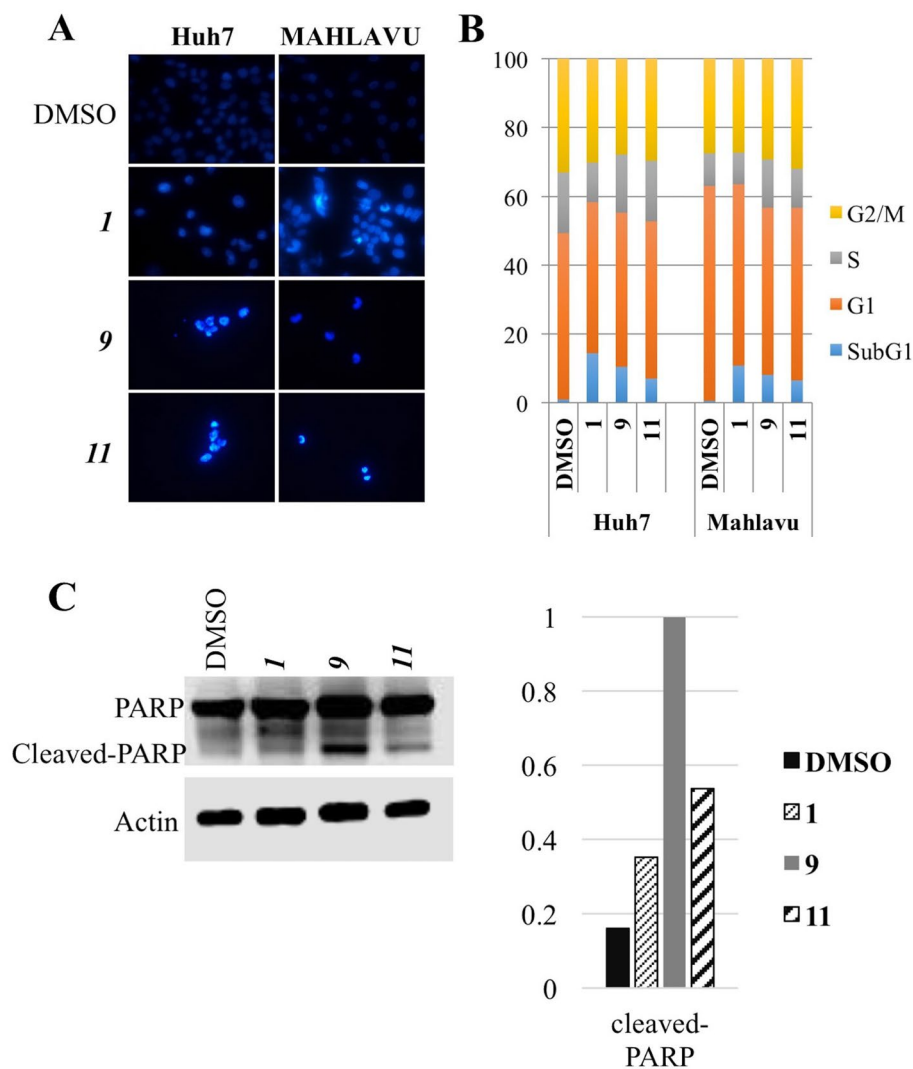 A
Huh7 MAHLAVU
DMSO
1
9
11
B
100
80
60
40
20
0
DMSO 1 9 11 DMSO 1 9 11
Huh7 Mahlavu
G2/M
S
G1
SubG1
C
DMSO 1 9 11
PARP
Cleaved-PARP
Actin
1
0.8
0.6
0.4
0.2
0
cleaved-
PARP
DMSO
1
9
11